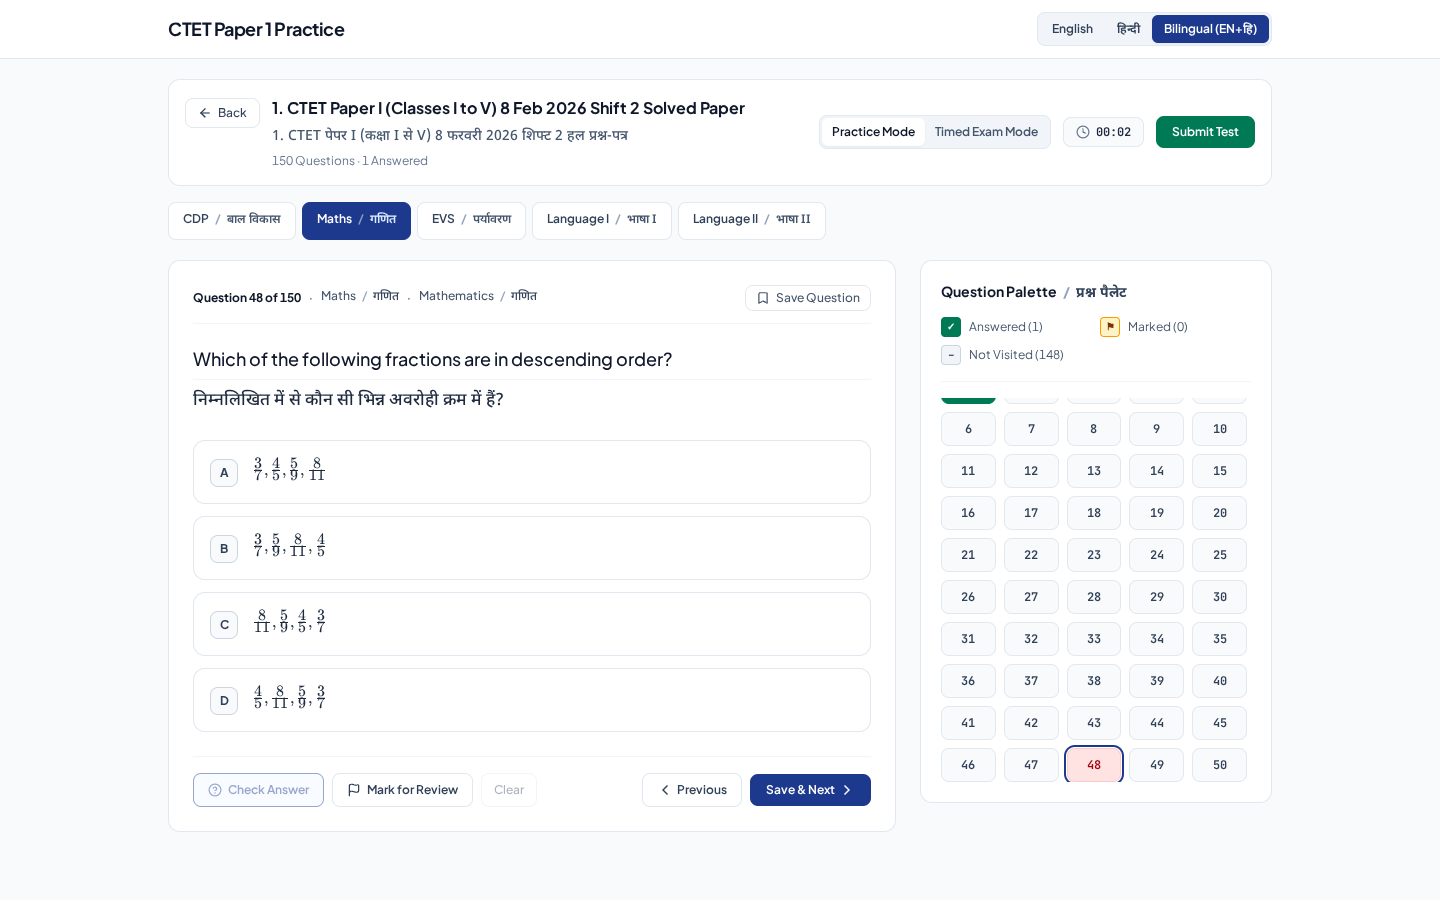 CTET Paper 1 Practice
English हिन्दी Bilingual (EN+हि)
Back
1. CTET Paper I (Classes I to V) 8 Feb 2026 Shift 2 Solved Paper
1. CTET पेपर I (कक्षा I से V) 8 फरवरी 2026 शिफ्ट 2 हल प्रश्न-पत्र
150 Questions · 1 Answered
Practice Mode Timed Exam Mode
00:02
Submit Test
CDP / बाल विकास
Maths / गणित
EVS / पर्यावरण
Language I / भाषा I
Language II / भाषा II
Question 48 of 150 · Maths / गणित · Mathematics / गणित
Save Question
Which of the following fractions are in descending order?
निम्नलिखित में से कौन सी भिन्न अवरोही क्रम में हैं?
A 3/7, 4/5, 5/9, 8/11
B 3/7, 5/9, 8/11, 4/5
C 8/11, 5/9, 4/5, 3/7
D 4/5, 8/11, 5/9, 3/7
Check Answer
Mark for Review
Clear
Previous
Save & Next
Question Palette / प्रश्न पैलेट
Answered (1)
Marked (0)
Not Visited (148)
6 7 8 9 10
11 12 13 14 15
16 17 18 19 20
21 22 23 24 25
26 27 28 29 30
31 32 33 34 35
36 37 38 39 40
41 42 43 44 45
46 47 48 49 50